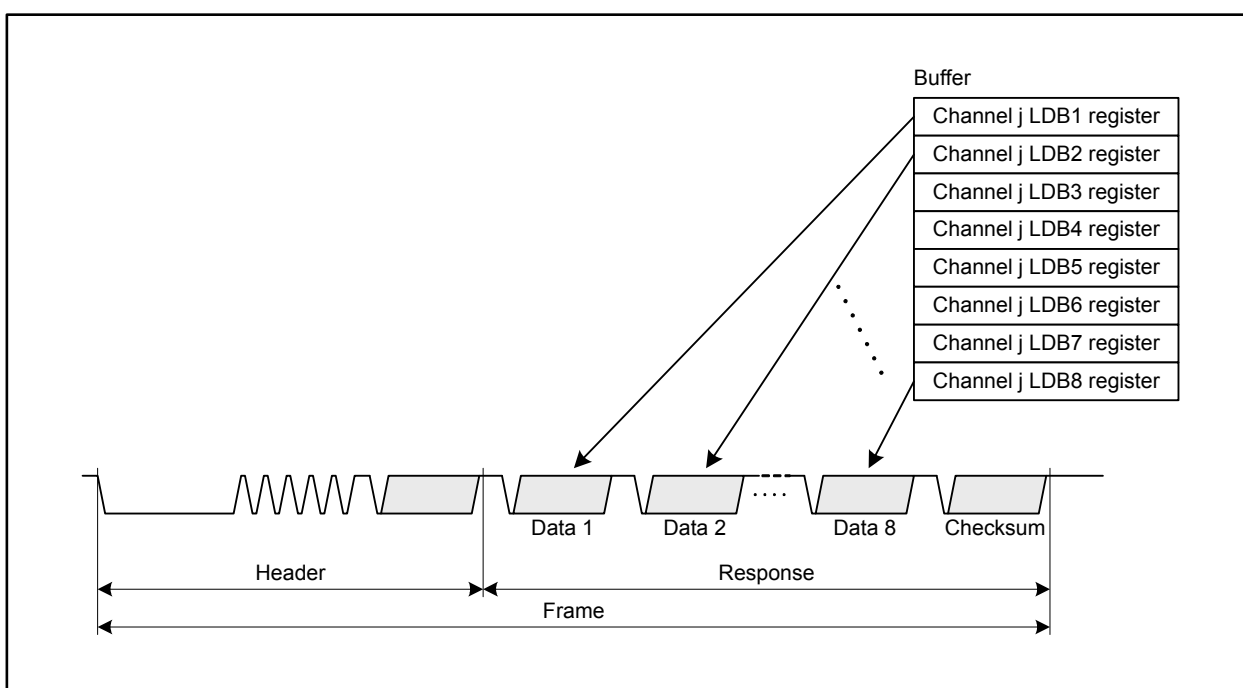 Buffer
Channel j LDB1 register
Channel j LDB2 register
Channel j LDB3 register
Channel j LDB4 register
Channel j LDB5 register
Channel j LDB6 register
Channel j LDB7 register
Channel j LDB8 register
Data 1
Data 2
Data 8
Checksum
Header
Response
Frame